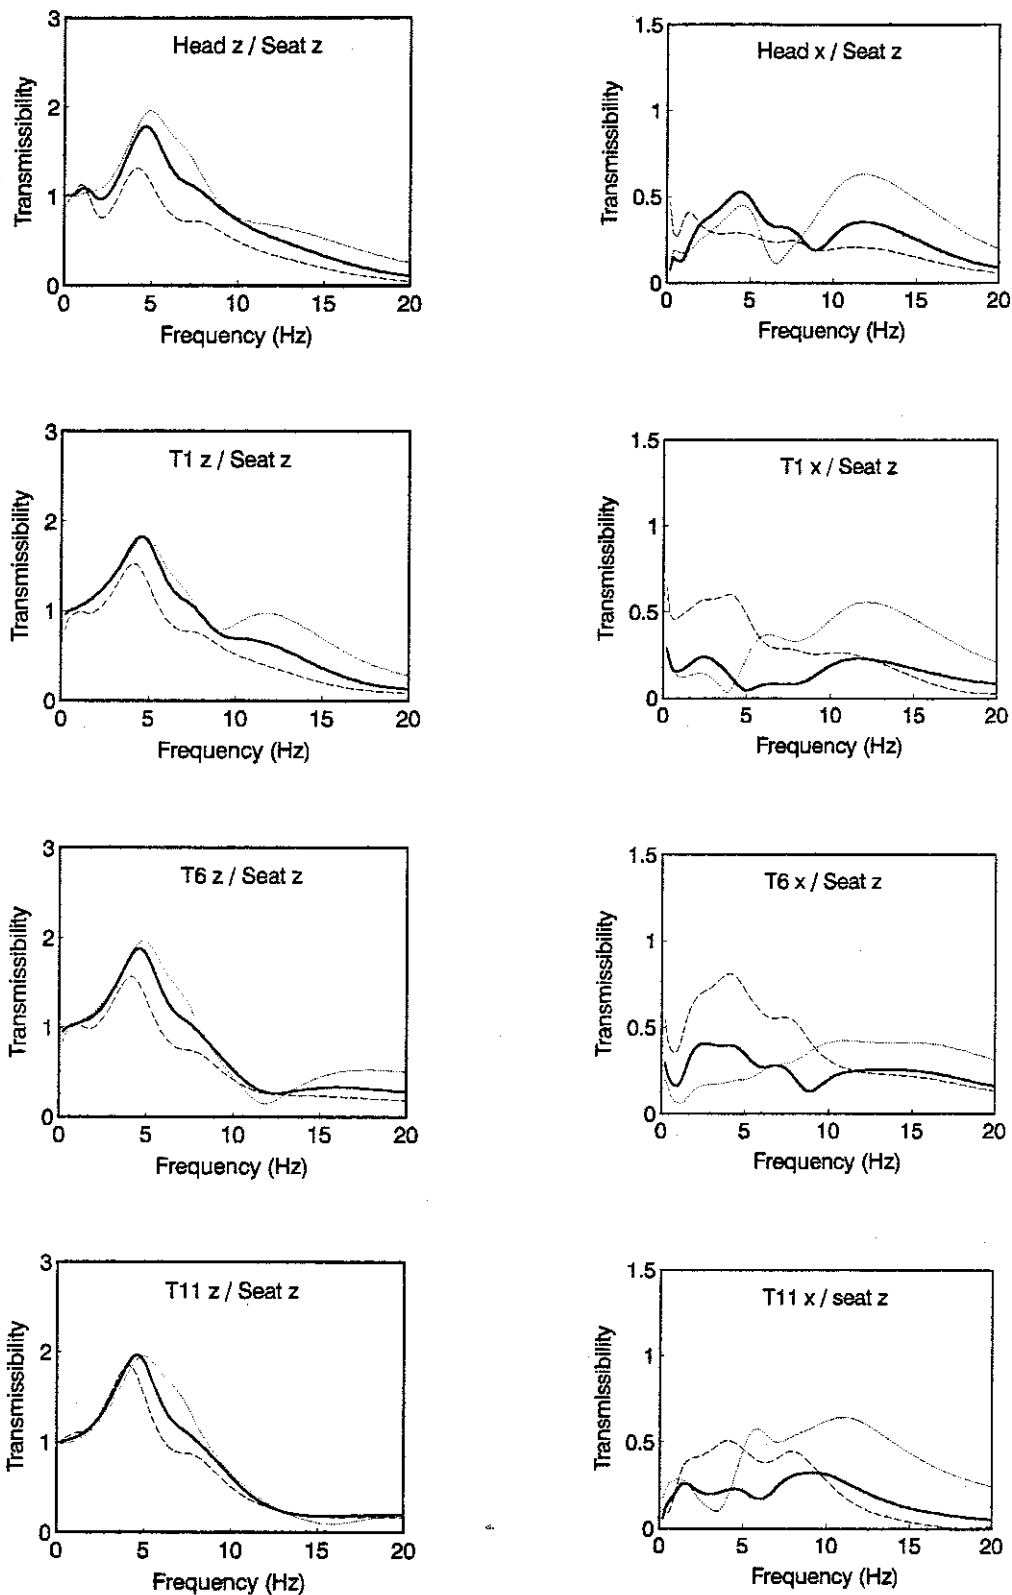 3
2
1
0
Transmissibility
Head z / Seat z
0 5 10 15 20
Frequency (Hz)
1.5
1
0.5
0
Transmissibility
Head x / Seat z
0 5 10 15 20
Frequency (Hz)
3
2
1
0
Transmissibility
T1 z / Seat z
0 5 10 15 20
Frequency (Hz)
1.5
1
0.5
0
Transmissibility
T1 x / Seat z
0 5 10 15 20
Frequency (Hz)
3
2
1
0
Transmissibility
T6 z / Seat z
0 5 10 15 20
Frequency (Hz)
1.5
1
0.5
0
Transmissibility
T6 x / Seat z
0 5 10 15 20
Frequency (Hz)
3
2
1
0
Transmissibility
T11 z / Seat z
0 5 10 15 20
Frequency (Hz)
1.5
1
0.5
0
Transmissibility
T11 x / seat z
0 5 10 15 20
Frequency (Hz)